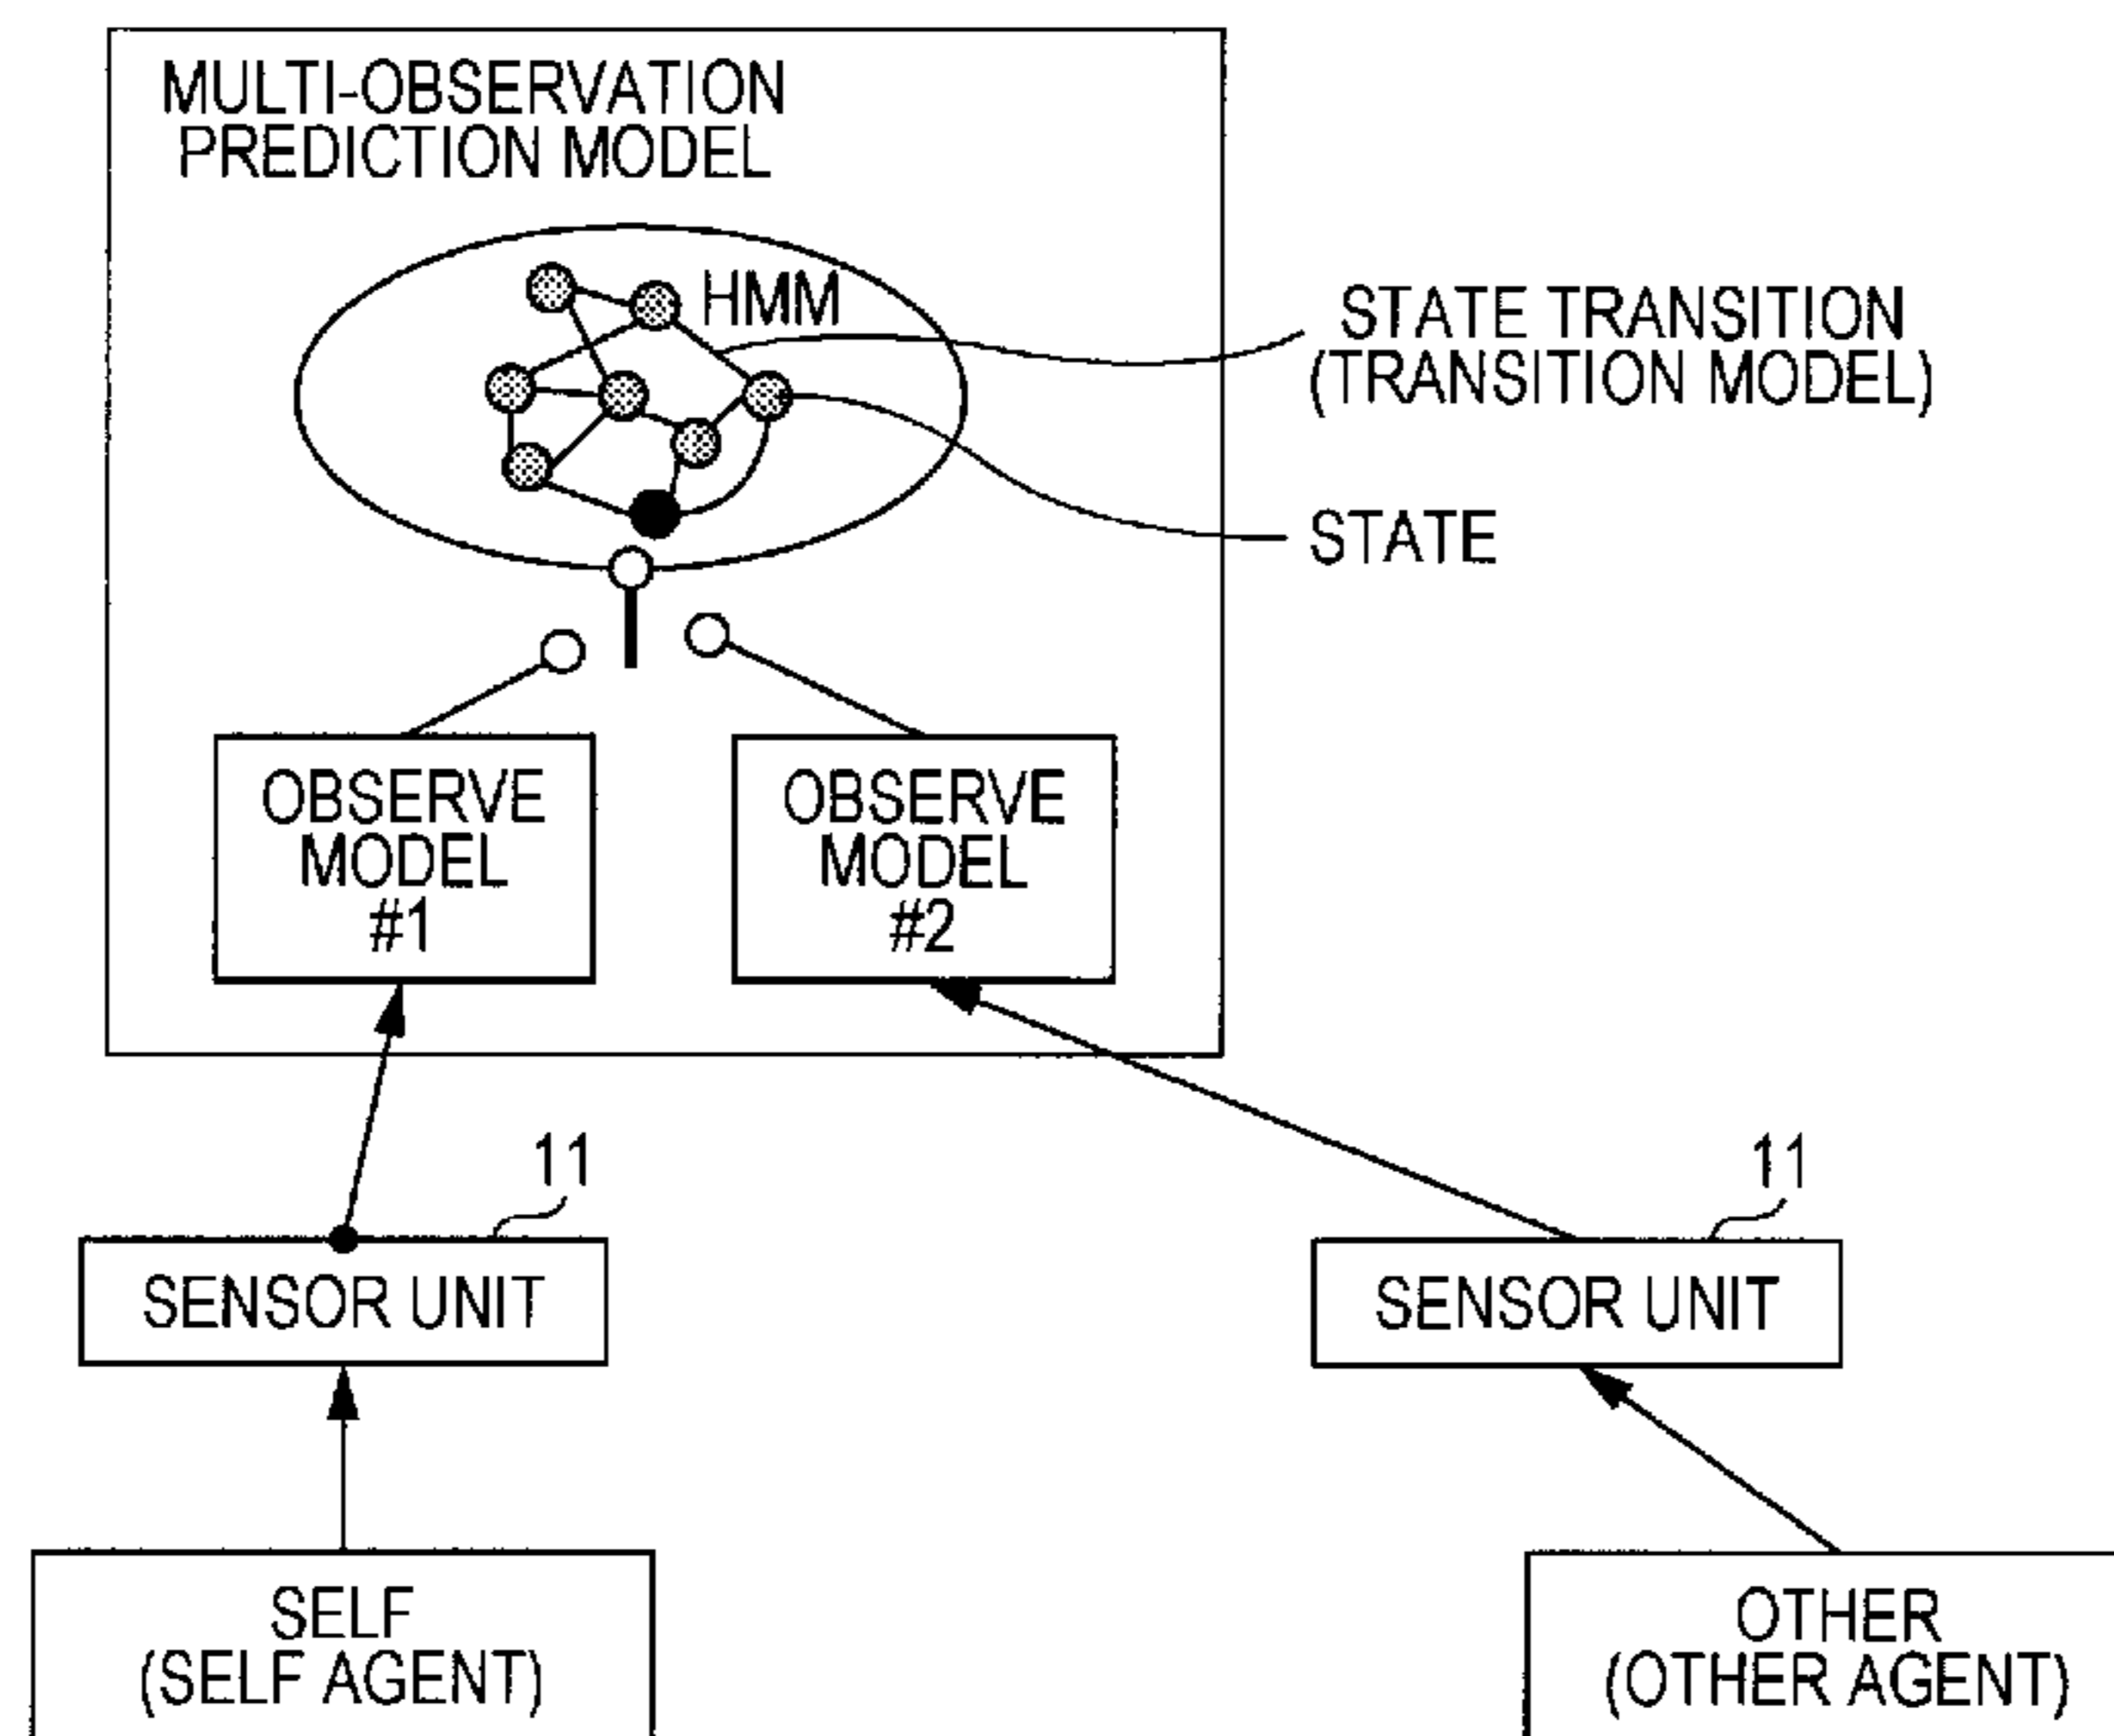 MULTI-OBSERVATION
PREDICTION MODEL
HMM
STATE TRANSITION
(TRANSITION MODEL)
STATE
OBSERVE
MODEL
#1
OBSERVE
MODEL
#2
11
SENSOR UNIT
11
SENSOR UNIT
SELF
(SELF AGENT)
OTHER
(OTHER AGENT)